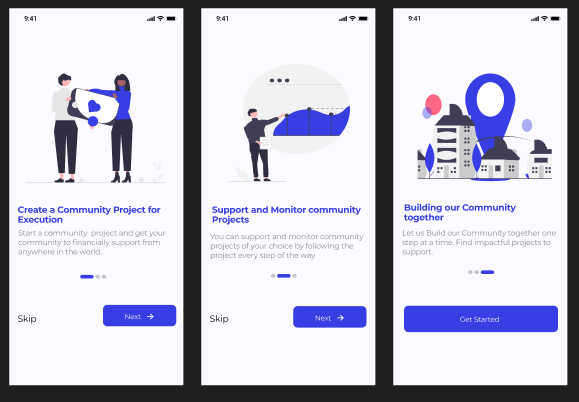 9:41
Create a Community Project for
Execution
Start a community project and get your
community to financially support from
anywhere in the world.
Skip
Next
9:41
Support and Monitor community
Projects
You can support and monitor community
projects of your choice by following the
project every step of the way.
Skip
Next
9:41
Building our Community
together
Let us Build our Community together one
step at a time. Find impactful projects to
support.
Get Started